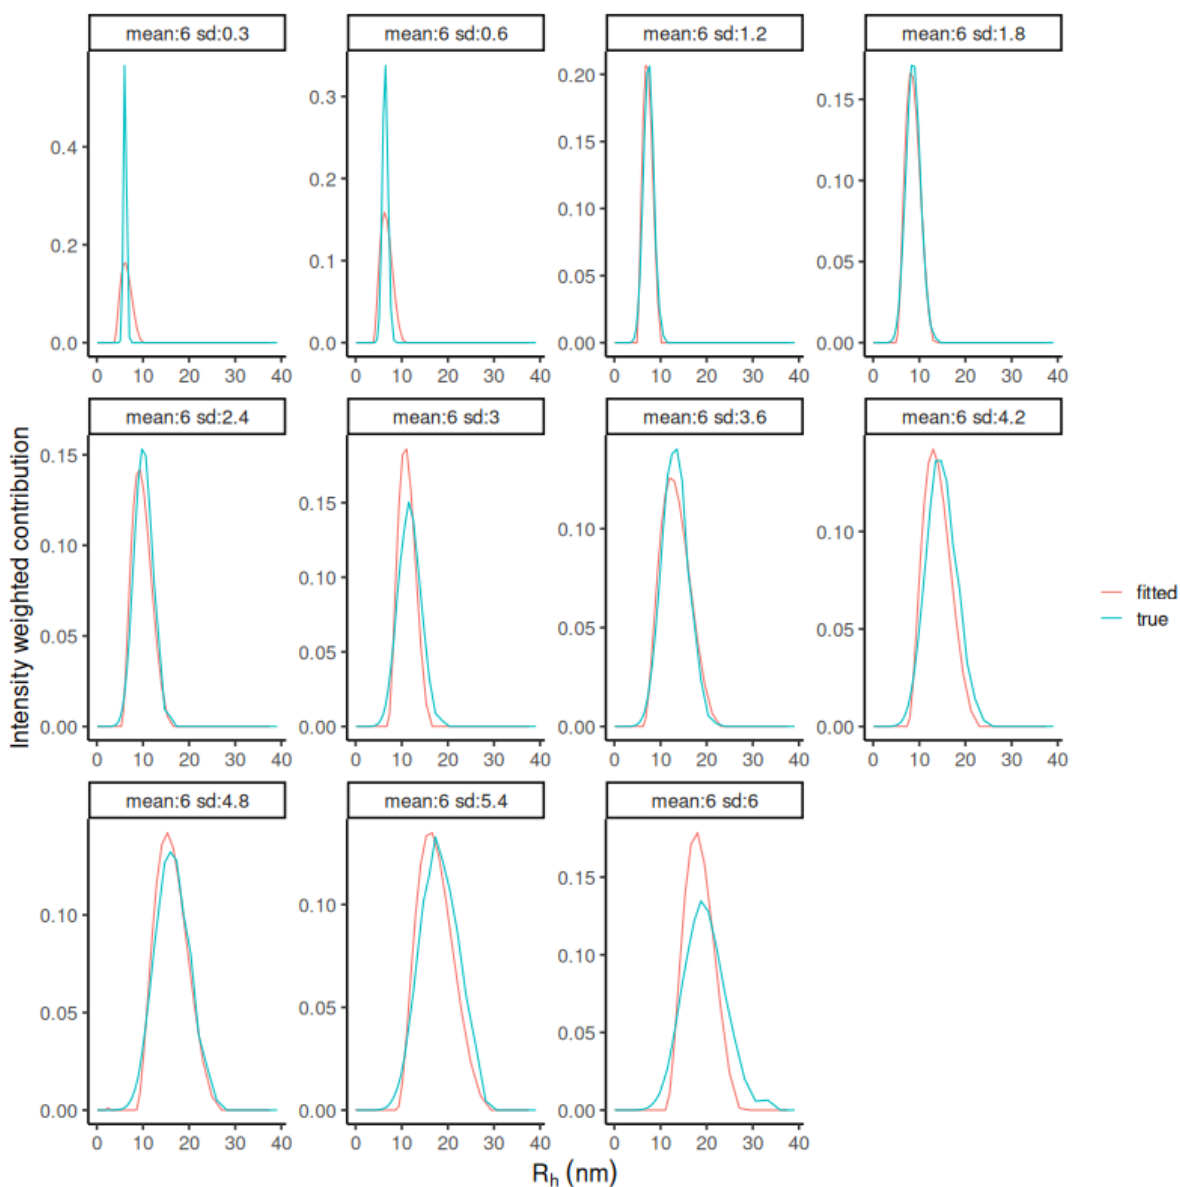 mean:6 sd:0.3 mean:6 sd:0.6 mean:6 sd:1.2 mean:6 sd:1.8
0.4 0.3 0.20 0.15
0.2 0.2 0.15 0.10
0.0 0.1 0.10 0.05
0.0 0.05 0.00
0.00
0 10 20 30 40 0 10 20 30 40 0 10 20 30 40 0 10 20 30 40
mean:6 sd:2.4 mean:6 sd:3 mean:6 sd:3.6 mean:6 sd:4.2
0.15 0.15 0.10 0.10
0.10 0.10 0.05 0.05
0.05 0.05 0.00 0.00
0.00 0.00
0 10 20 30 40 0 10 20 30 40 0 10 20 30 40 0 10 20 30 40
mean:6 sd:4.8 mean:6 sd:5.4 mean:6 sd:6
0.10 0.10 0.15
0.05 0.05 0.10
0.00 0.00 0.05
0.00
0 10 20 30 40 0 10 20 30 40 0 10 20 30 40
Intensity weighted contribution
Rₕ (nm)
fitted
true